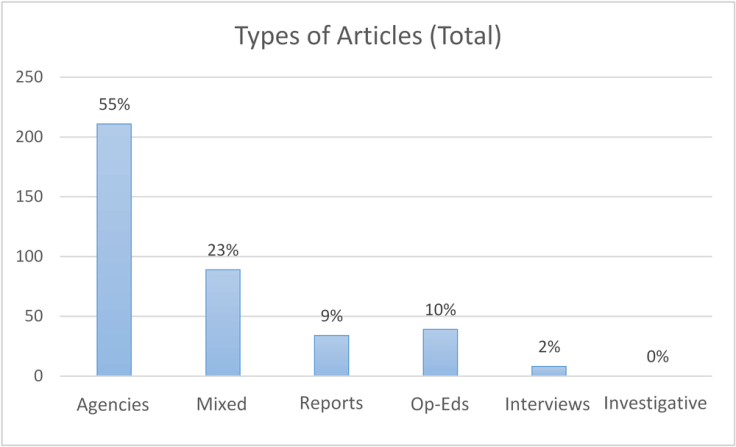 Types of Articles (Total)
250
200
150
100
50
0
55%
23%
9%
10%
2%
0%
Agencies
Mixed
Reports
Op-Eds
Interviews
Investigative